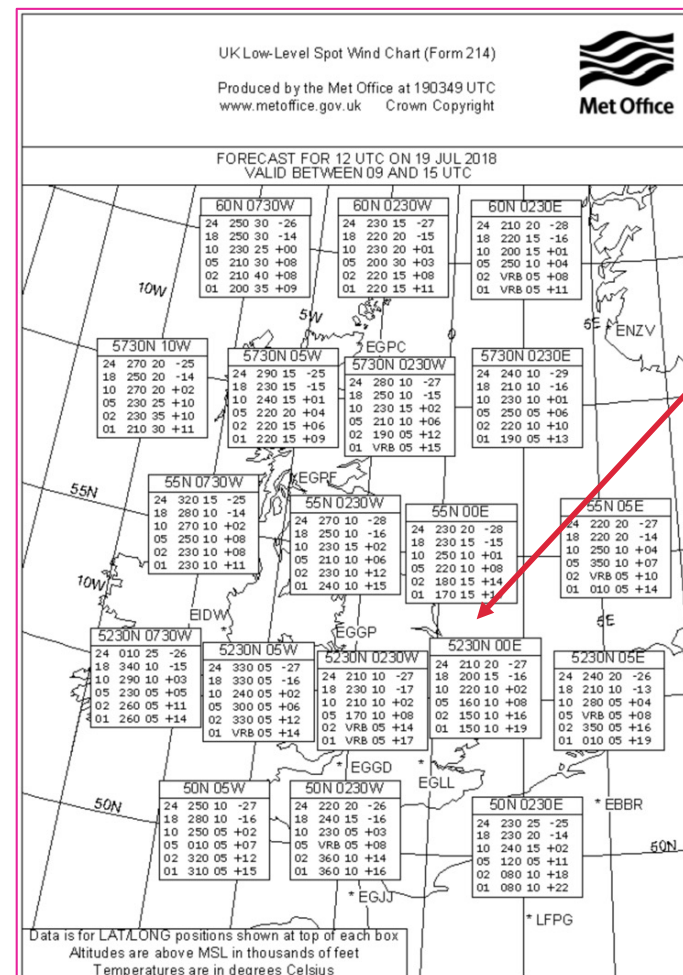 UK Low-Level Spot Wind Chart (Form 214)
Produced by the Met Office at 190349 UTC
www.metoffice.gov.uk Crown Copyright
Met Office
FORECAST FOR 12 UTC ON 19 JUL 2018
VALID BETWEEN 09 AND 15 UTC
60N 0730W
24 250 30 -26
18 250 30 -14
10 230 25 +00
05 210 30 +08
02 210 40 +08
01 200 35 +09
60N 0230W
24 230 15 -27
18 220 20 -15
10 230 20 +01
05 200 30 +03
02 220 15 +08
01 220 15 +11
60N 0230E
24 210 20 -28
18 220 15 -16
10 200 15 +01
05 250 10 +04
02 VRB 05 +08
01 VRB 05 +11
10W
5W
5E
ENZV
EGPC
5730N 10W
24 270 20 -25
18 250 20 -14
10 270 20 +02
05 230 25 +10
02 230 35 +10
01 210 30 +11
5730N 05W
24 290 15 -25
18 230 15 -15
10 240 15 +01
05 220 20 +04
02 220 15 +06
01 220 15 +09
5730N 0230W
24 280 10 -27
18 250 10 -15
10 230 15 +02
05 210 10 +06
02 190 05 +12
01 VRB 05 +15
5730N 0230E
24 240 10 -29
18 210 10 -16
10 230 10 +01
05 250 05 +06
02 220 10 +10
01 190 05 +13
55N
EGPF
55N 0730W
24 320 15 -25
18 280 10 -14
10 270 10 +02
05 250 10 +08
02 230 10 +08
01 230 10 +11
55N 0230W
24 270 10 -28
18 250 10 -16
10 230 15 +02
05 210 10 +06
02 230 10 +12
01 240 10 +15
55N 00E
24 230 20 -28
18 230 15 -15
10 250 10 +01
05 220 10 +08
02 180 15 +14
01 170 15
55N 05E
24 220 20 -27
18 220 20 -14
10 250 10 +04
05 350 10 +07
02 VRB 05 +10
01 010 05 +14
10W
EIDW
EGGP
5230N 0730W
24 010 25 -26
18 340 10 -15
10 290 10 +03
05 230 05 +05
02 260 05 +11
01 260 05 +14
5230N 05W
24 330 05 -27
18 330 05 -16
10 240 05 +02
05 300 05 +06
02 330 05 +12
01 VRB 05 +14
5230N 0230W
24 210 10 -27
18 230 10 -17
10 210 10 +02
05 170 10 +08
02 VRB 05 +14
01 VRB 05 +17
5230N 00E
24 210 20 -27
18 200 15 -16
10 220 10 +02
05 160 10 +08
02 150 10 +16
01 150 10 +19
5230N 05E
24 240 20 -26
18 210 10 -13
10 280 05 +04
05 VRB 05 +08
02 350 05 +16
01 010 05 +19
* EGGD
EGLL
50N
50N 05W
24 250 10 -27
18 280 10 -16
10 250 05 +02
05 010 05 +07
02 320 05 +12
01 310 05 +15
50N 0230W
24 220 20 -26
18 240 15 -16
10 230 05 +03
05 VRB 05 +08
02 360 10 +14
01 360 10 +16
50N 0230E
24 230 25 -25
18 230 20 -14
10 240 15 +02
05 120 05 +11
02 080 10 +18
01 080 10 +22
* EBBR
50N
* EGJJ
* LFPG
Data is for LAT/LONG positions shown at top of each box
Altitudes are above MSL in thousands of feet
Temperatures are in degrees Celsius